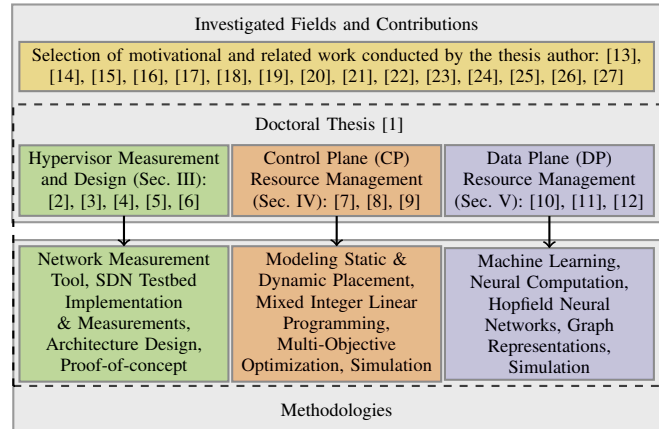 Investigated Fields and Contributions
Selection of motivational and related work conducted by the thesis author: [13],
[14], [15], [16], [17], [18], [19], [20], [21], [22], [23], [24], [25], [26], [27]
Doctoral Thesis [1]
Hypervisor Measurement
and Design (Sec. III):
[2], [3], [4], [5], [6]
Control Plane (CP)
Resource Management
(Sec. IV): [7], [8], [9]
Data Plane (DP)
Resource Management
(Sec. V): [10], [11], [12]
Network Measurement
Tool, SDN Testbed
Implementation
& Measurements,
Architecture Design,
Proof-of-concept
Modeling Static &
Dynamic Placement,
Mixed Integer Linear
Programming,
Multi-Objective
Optimization, Simulation
Machine Learning,
Neural Computation,
Hopfield Neural
Networks, Graph
Representations,
Simulation
Methodologies